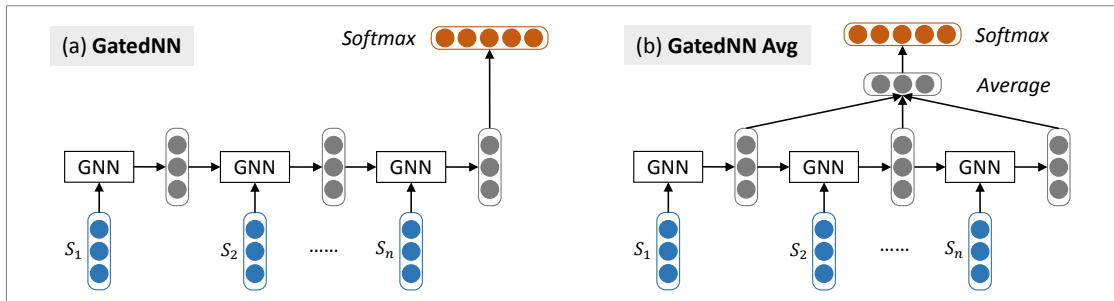 (a) GatedNN
Softmax
GNN
GNN
GNN
S1
S2
......
Sn
(b) GatedNN Avg
Softmax
Average
GNN
GNN
GNN
S1
S2
......
Sn